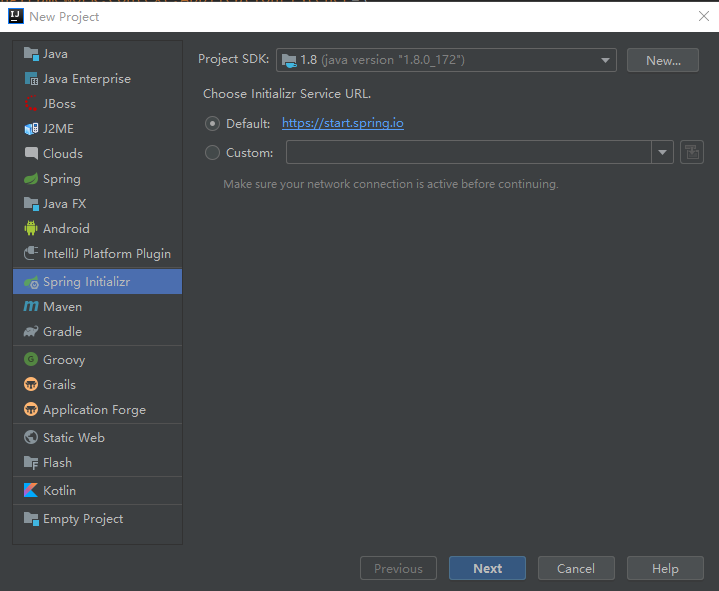 New Project
Java
Java Enterprise
JBoss
J2ME
Clouds
Spring
Java FX
Android
IntelliJ Platform Plugin
Spring Initializr
Maven
Gradle
Groovy
Grails
Application Forge
Static Web
Flash
Kotlin
Empty Project
Project SDK: 1.8 (java version "1.8.0_172") New...
Choose Initializr Service URL.
Default: https://start.spring.io
Custom:
Make sure your network connection is active before continuing.
Previous Next Cancel Help